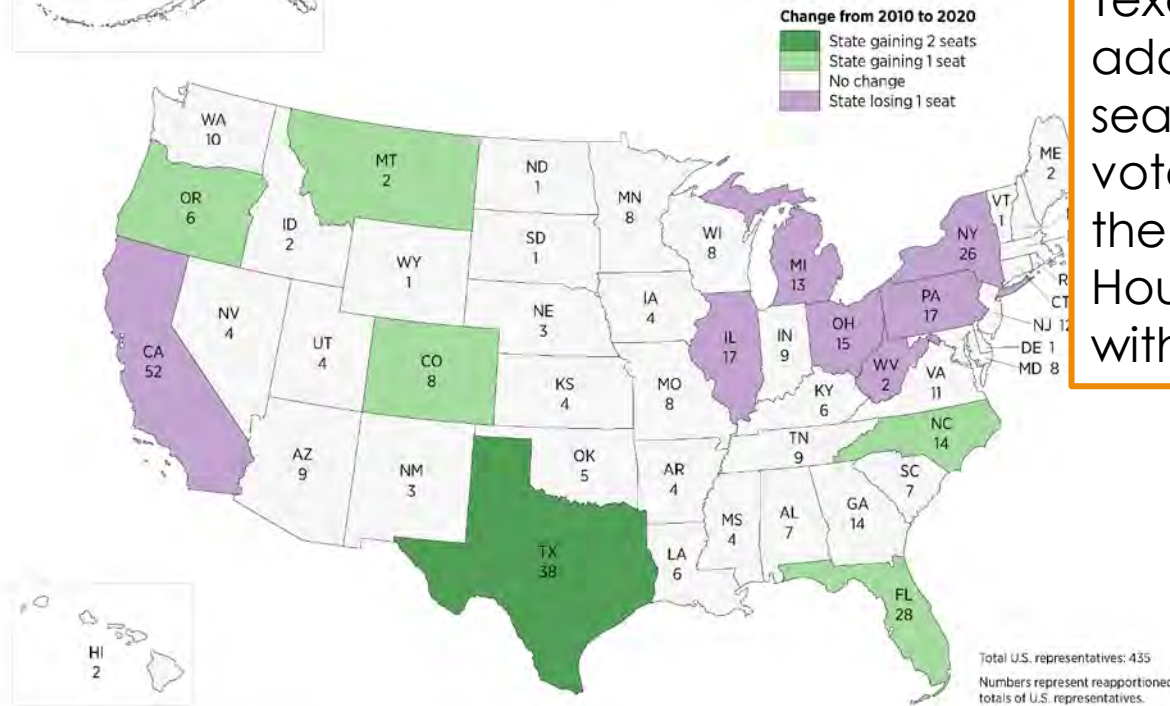 Change from 2010 to 2020
State gaining 2 seats
State gaining 1 seat
No change
State losing 1 seat
WA
10
OR
6
CA
52
NV
4
ID
2
MT
2
WY
1
UT
4
AZ
9
CO
8
NM
3
ND
1
SD
1
NE
3
KS
4
OK
5
TX
38
MN
8
IA
4
MO
8
AR
4
LA
6
WI
8
IL
17
MI
13
IN
9
OH
15
KY
6
TN
9
MS
4
AL
7
GA
14
FL
28
SC
7
NC
14
VA
11
WV
2
PA
17
NY
26
VT
1
ME
2
CT
NJ
DE 1
MD 8
seat
vote
the
Hou
with
HI
2
Total U.S. representatives: 435
Numbers represent reapportioned
totals of U.S. representatives.